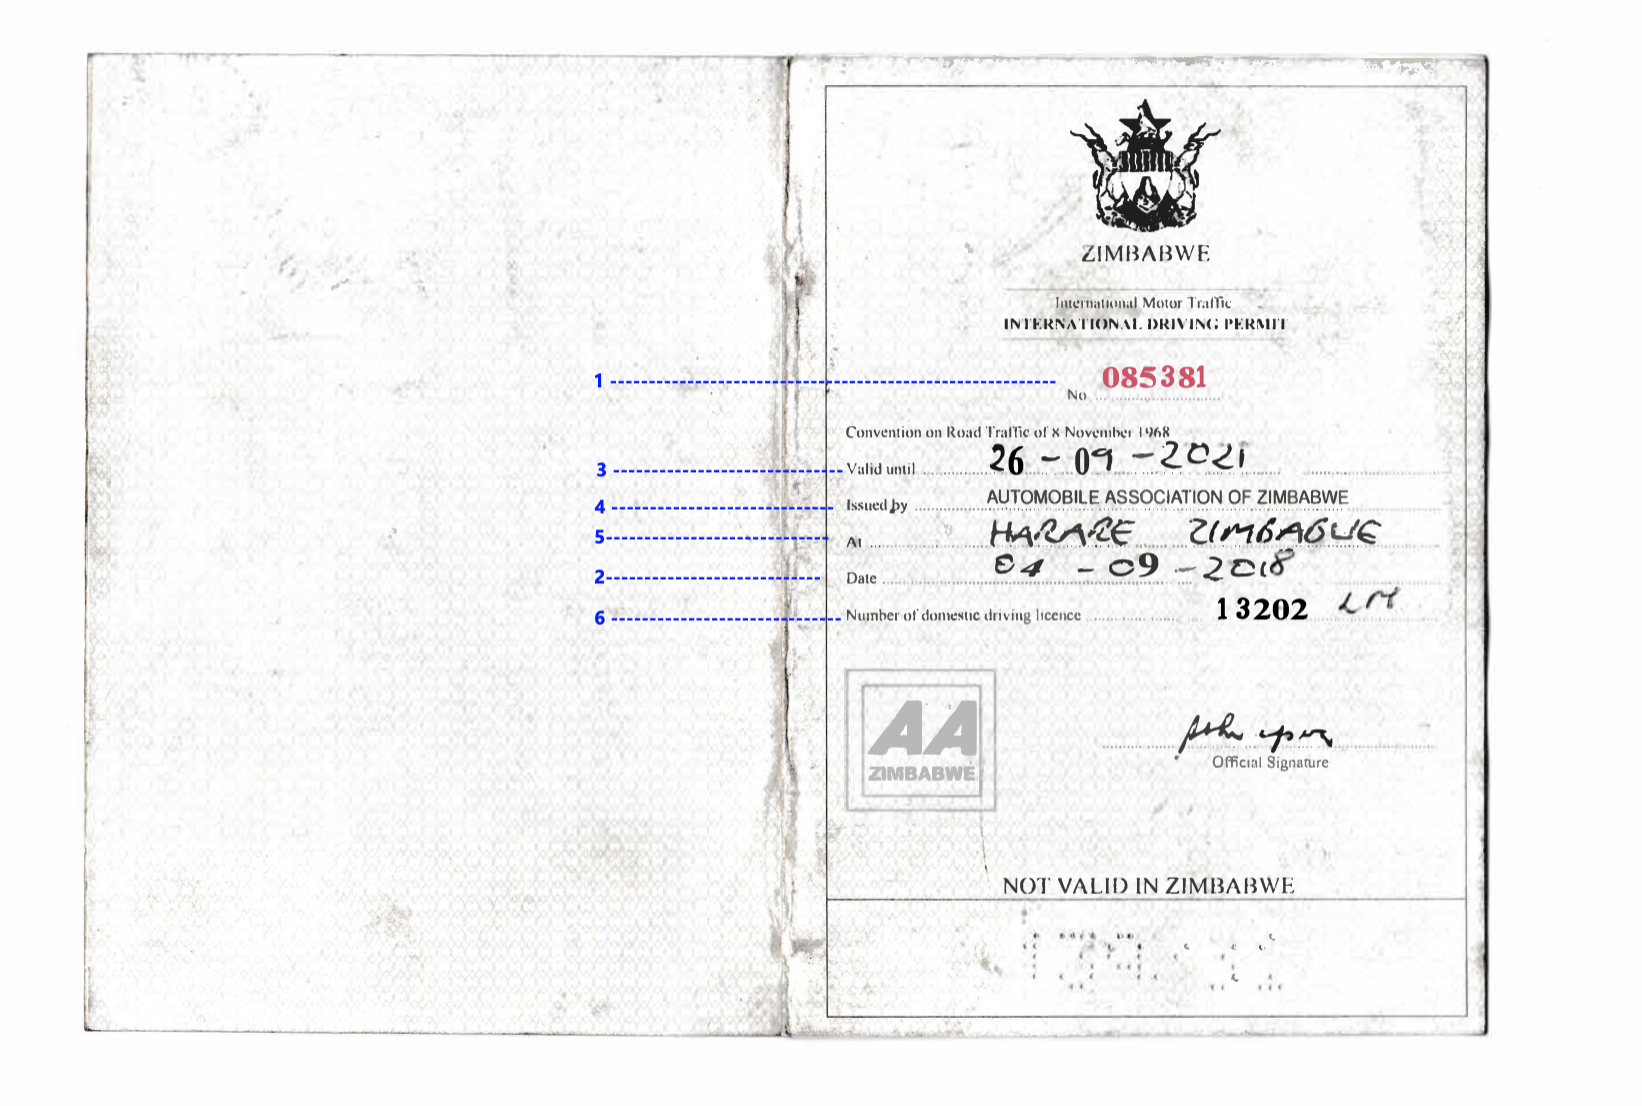 ZIMBABWE
International Motor Traffic
INTERNATIONAL DRIVING PERMIT
1 No 085381
Convention on Road Traffic of 8 November 1968
3 Valid until 26 - 09 - 2021
4 Issued by AUTOMOBILE ASSOCIATION OF ZIMBABWE
5 At HARARE ZIMBABWE
2 Date 04 - 09 - 2018
6 Number of domestic driving licence 13202 LM
AA
ZIMBABWE
Official Signature
NOT VALID IN ZIMBABWE